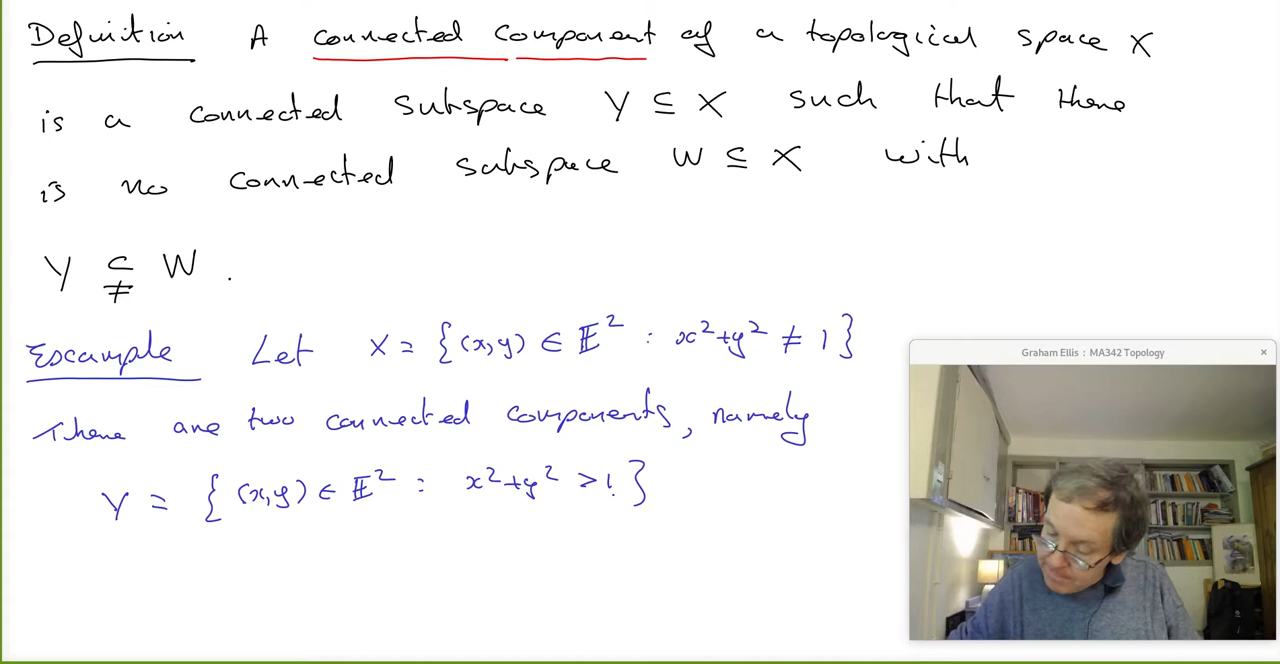 Definition A connected component of a topological space X
is a connected subspace Y ⊆ X such that there
is no connected subspace W ⊆ X with
Y ⊊ W .
Example Let X = {(x,y) ∈ 𝔼² : x²+y² ≠ 1}
There are two connected components, namely
Y = {(x,y) ∈ 𝔼² : x²+y² > 1}
Graham Ellis : MA342 Topology